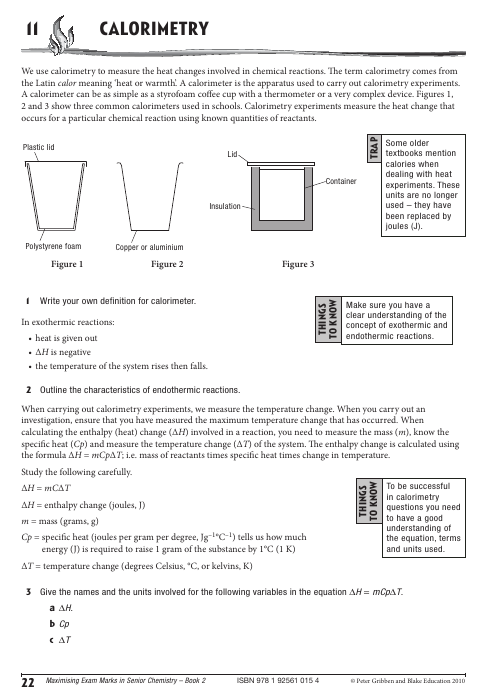 11 CALORIMETRY
We use calorimetry to measure the heat changes involved in chemical reactions. The term calorimetry comes from
the Latin calor meaning 'heat or warmth'. A calorimeter is the apparatus used to carry out calorimetry experiments.
A calorimeter can be as simple as a styrofoam coffee cup with a thermometer or a very complex device. Figures 1,
2 and 3 show three common calorimeters used in schools. Calorimetry experiments measure the heat change that
occurs for a particular chemical reaction using known quantities of reactants.
Plastic lid
Polystyrene foam
Figure 1
Copper or aluminium
Figure 2
Lid
Container
Insulation
Figure 3
TRAP
Some older
textbooks mention
calories when
dealing with heat
experiments. These
units are no longer
used – they have
been replaced by
joules (J).
1 Write your own definition for calorimeter.
THINGS
TO KNOW
Make sure you have a
clear understanding of the
concept of exothermic and
endothermic reactions.
In exothermic reactions:
• heat is given out
• ΔH is negative
• the temperature of the system rises then falls.
2 Outline the characteristics of endothermic reactions.
When carrying out calorimetry experiments, we measure the temperature change. When you carry out an
investigation, ensure that you have measured the maximum temperature change that has occurred. When
calculating the enthalpy (heat) change (ΔH) involved in a reaction, you need to measure the mass (m), know the
specific heat (Cp) and measure the temperature change (ΔT) of the system. The enthalpy change is calculated using
the formula ΔH = mCpΔT; i.e. mass of reactants times specific heat times change in temperature.
Study the following carefully.
ΔH = mCΔT
ΔH = enthalpy change (joules, J)
m = mass (grams, g)
Cp = specific heat (joules per gram per degree, Jg⁻¹°C⁻¹) tells us how much
energy (J) is required to raise 1 gram of the substance by 1°C (1 K)
ΔT = temperature change (degrees Celsius, °C, or kelvins, K)
THINGS
TO KNOW
To be successful
in calorimetry
questions you need
to have a good
understanding of
the equation, terms
and units used.
3 Give the names and the units involved for the following variables in the equation ΔH = mCpΔT.
a ΔH.
b Cp
c ΔT
22 Maximising Exam Marks in Senior Chemistry – Book 2 ISBN 978 1 92561 015 4 © Peter Gribben and Blake Education 2010